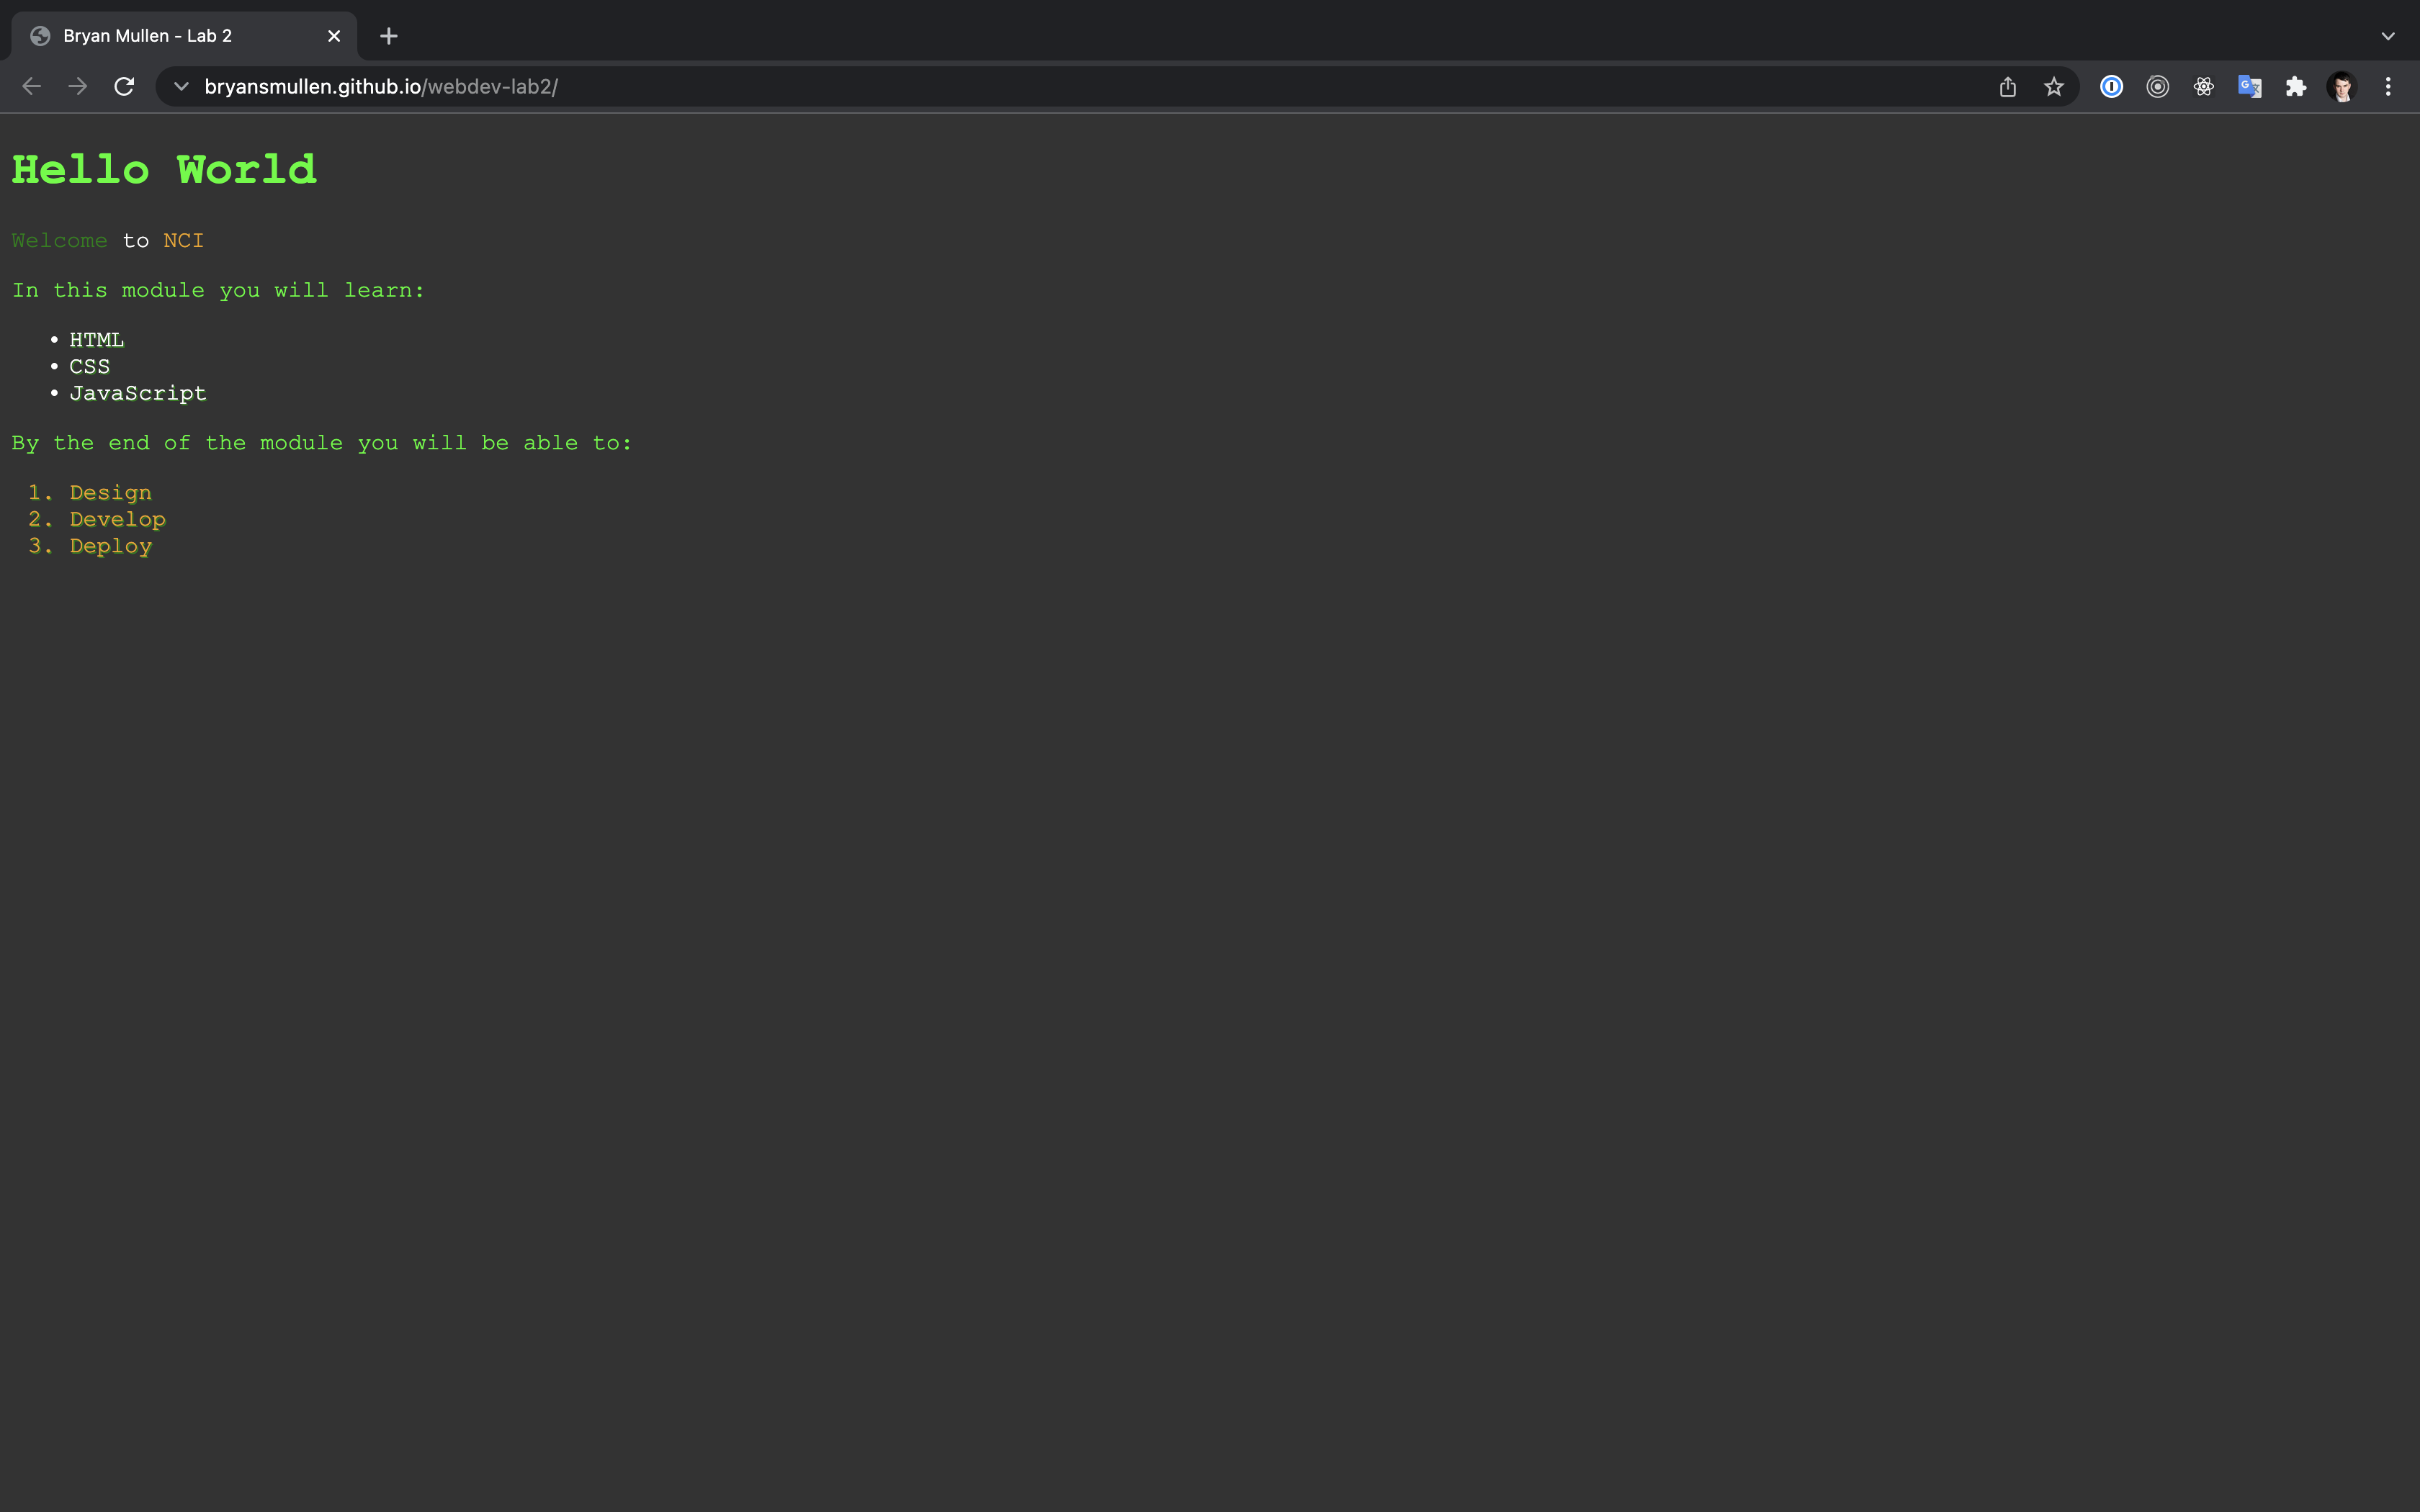 Bryan Mullen - Lab 2
bryansmullen.github.io/webdev-lab2/
Hello World
Welcome to NCI
In this module you will learn:
• HTML
• CSS
• JavaScript
By the end of the module you will be able to:
1. Design
2. Develop
3. Deploy